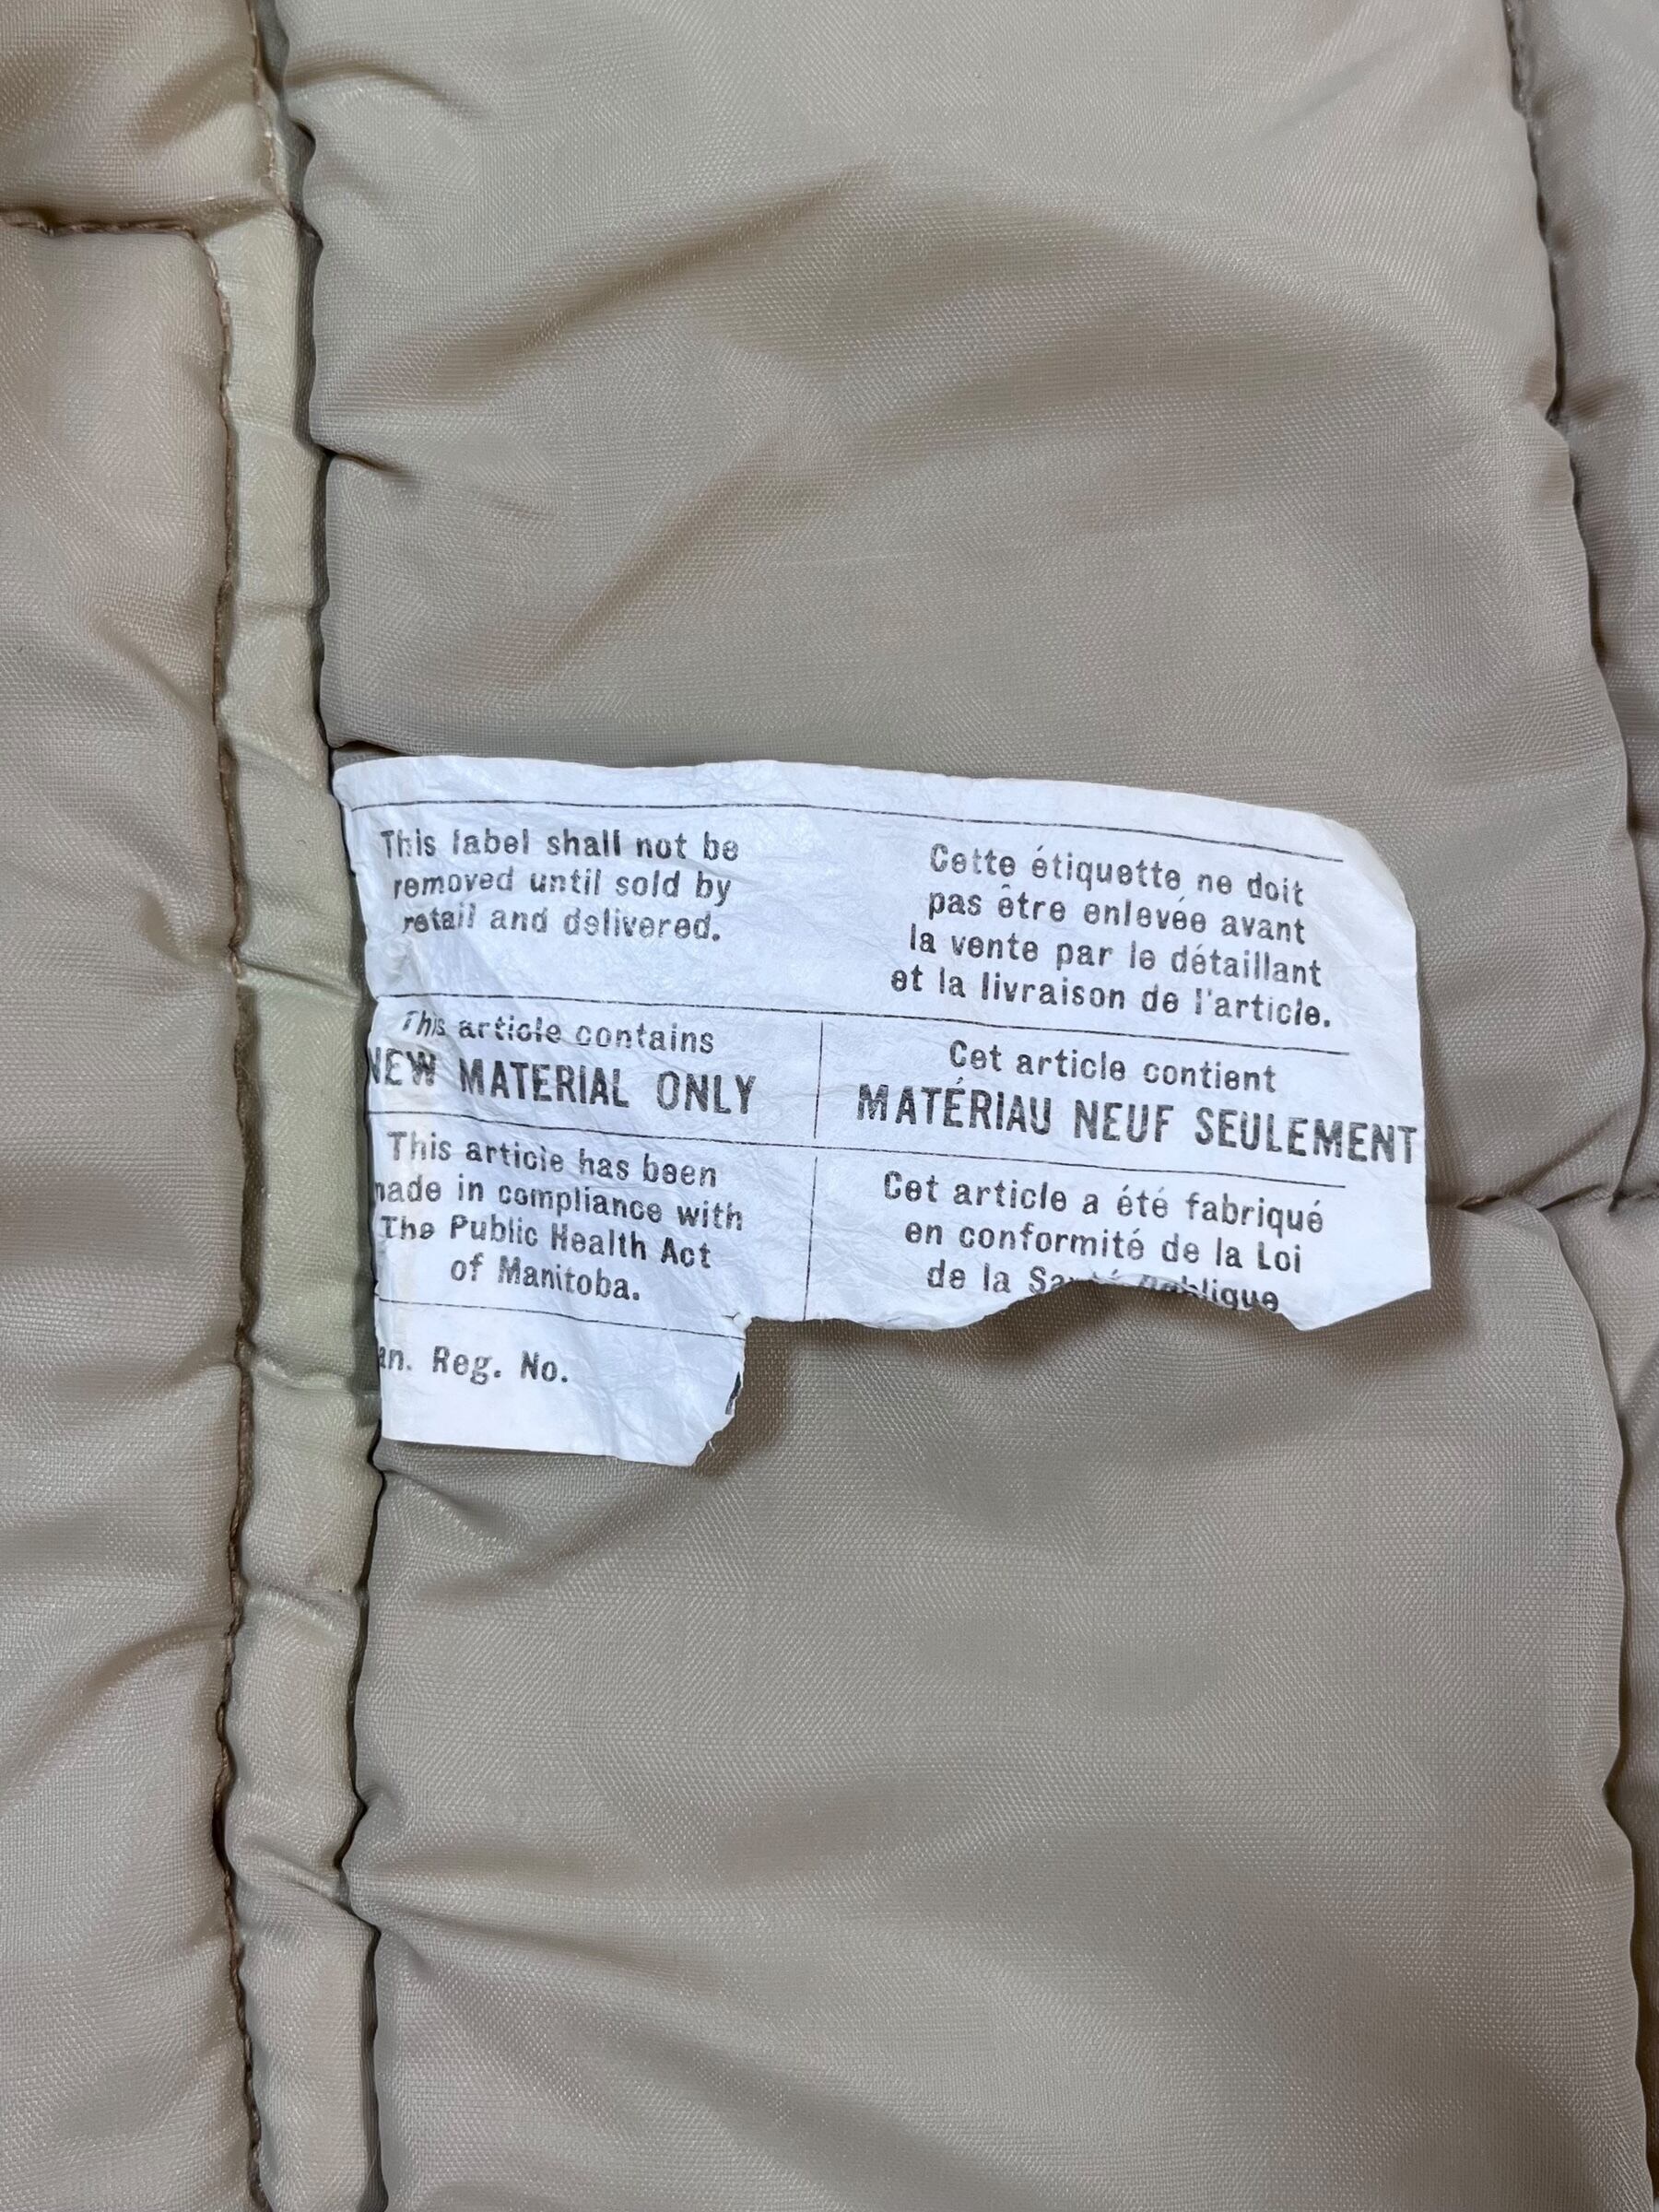 This label shall not be
removed until sold by
retail and delivered.
Cette étiquette ne doit
pas être enlevée avant
la vente par le détaillant
et la livraison de l'article.
This article contains
NEW MATERIAL ONLY
Cet article contient
MATÉRIAU NEUF SEULEMENT
This article has been
made in compliance with
The Public Health Act
of Manitoba.
Cet article a été fabriqué
en conformité de la Loi
de la Santé Publique
an. Reg. No.